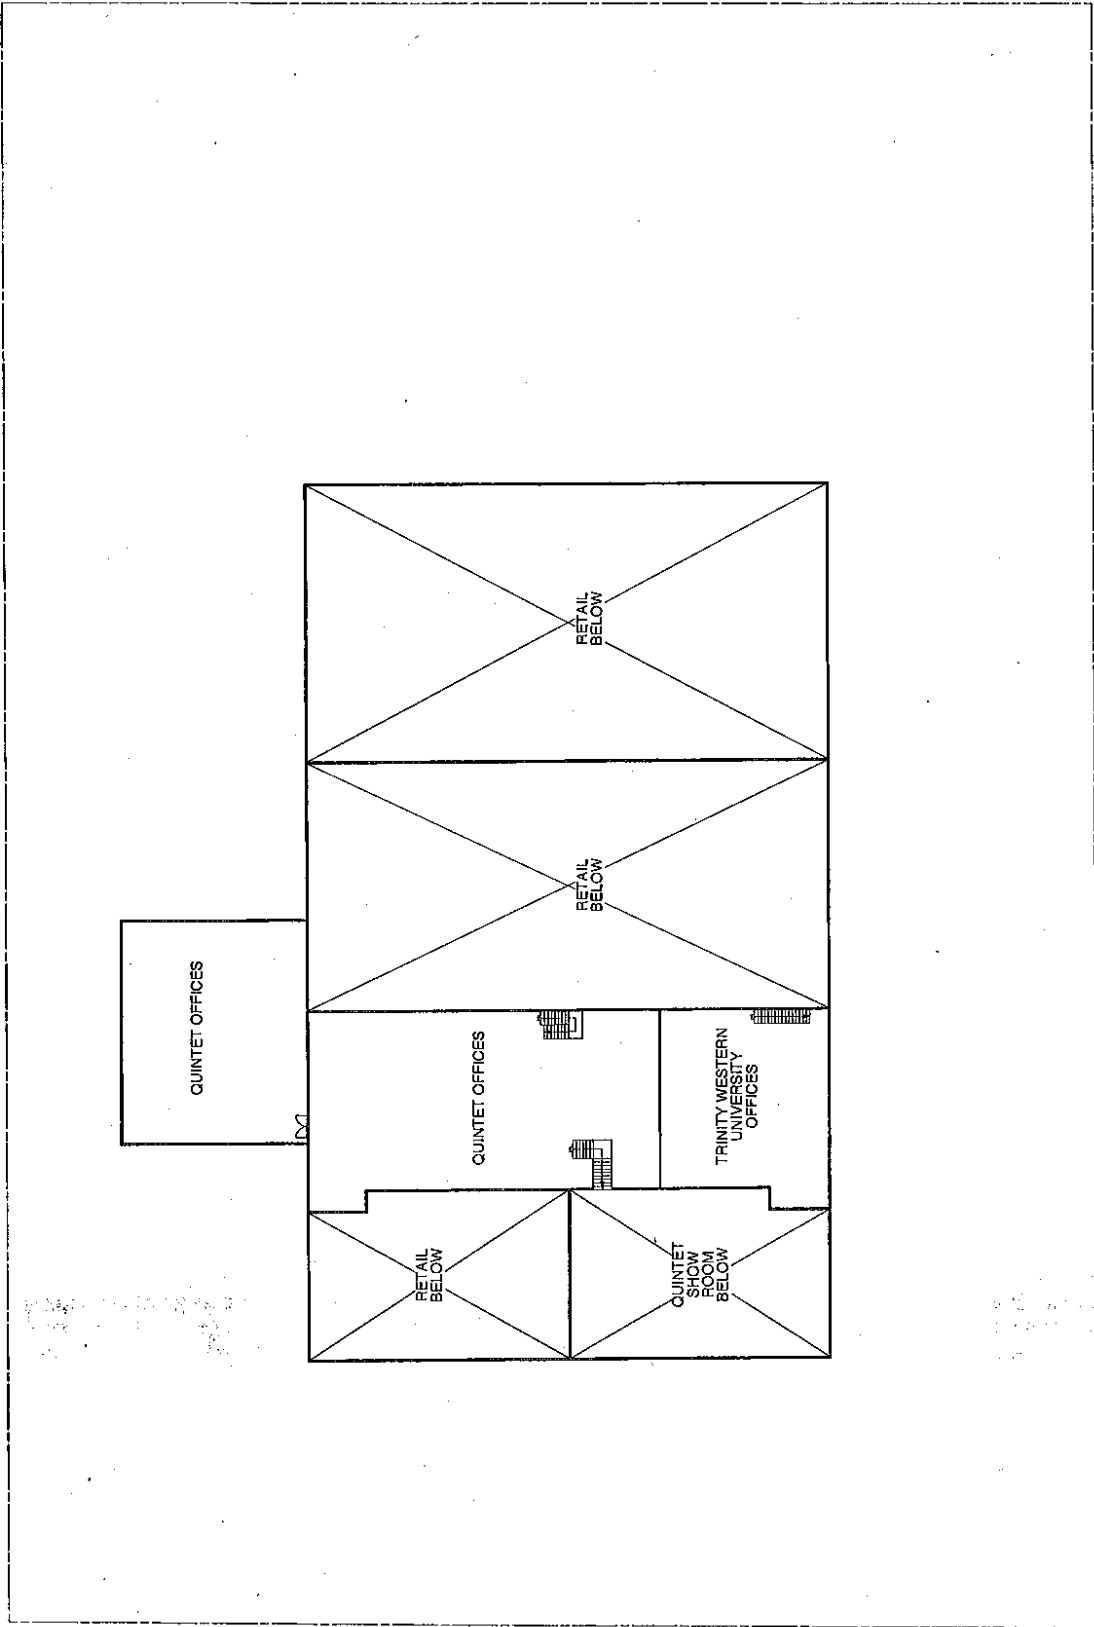 QUINTET OFFICES
RETAIL
BELOW
QUINTET OFFICES
RETAIL
BELOW
RETAIL
BELOW
QUINTET
SHOW
ROOM
BELOW
TRINITY WESTERN
UNIVERSITY
OFFICES